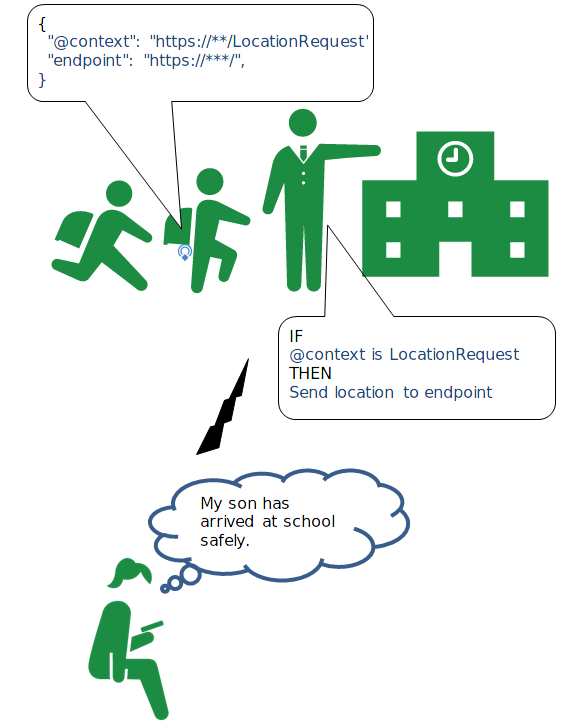 {
"@context": "https://**/LocationRequest"
"endpoint": "https://***/",
}
IF
@context is LocationRequest
THEN
Send location to endpoint
My son has
arrived at school
safely.